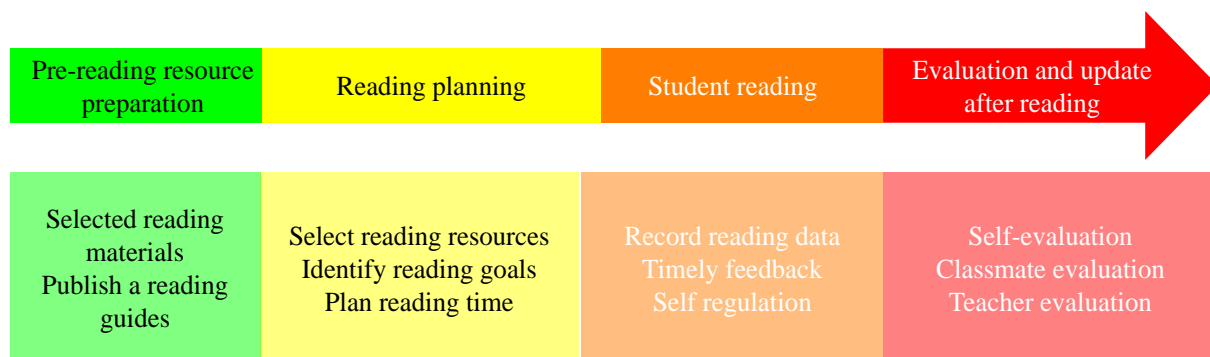 Pre-reading resource
preparation
Reading planning
Student reading
Evaluation and update
after reading
Selected reading
materials
Publish a reading
guides
Select reading resources
Identify reading goals
Plan reading time
Record reading data
Timely feedback
Self regulation
Self-evaluation
Classmate evaluation
Teacher evaluation